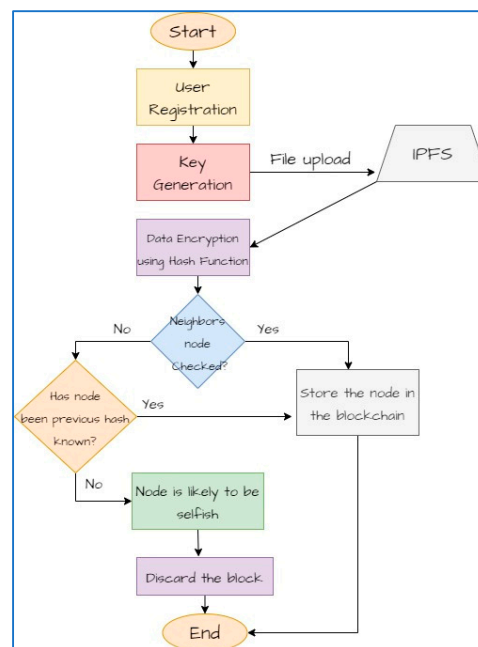 Start
User
Registration
Key
Generation
File upload
IPFS
Data Encryption
using Hash Function
Neighbors
node
Checked?
No
Yes
Has node
been previous hash
known?
Yes
Store the node in
the blockchain
No
Node is likely to be
selfish
Discard the block
End